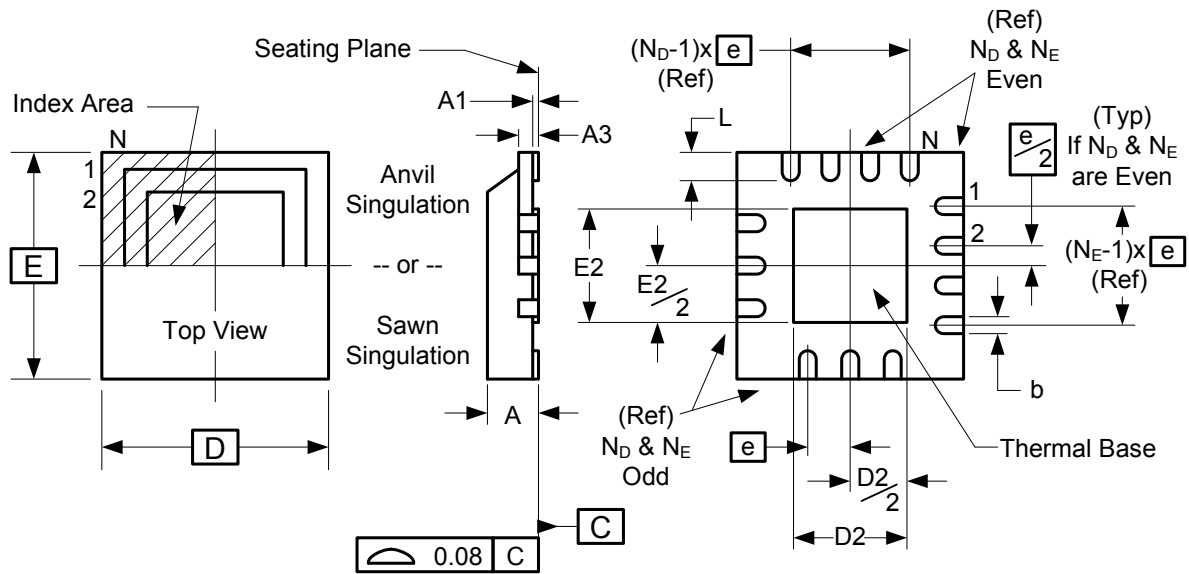 Seating Plane
(N_D-1)x e
(Ref)
(Ref)
N_D & N_E
Even
Index Area
A1
A3
L
N
N
1
2
Anvil
Singulation
-- or --
Sawn
Singulation
e/2
(Typ)
If N_D & N_E
are Even
1
2
(N_E-1)x e
(Ref)
E
E2
E2/2
Top View
b
A
D
(Ref)
N_D & N_E
Odd
e
Thermal Base
D2/2
D2
C
0.08 C